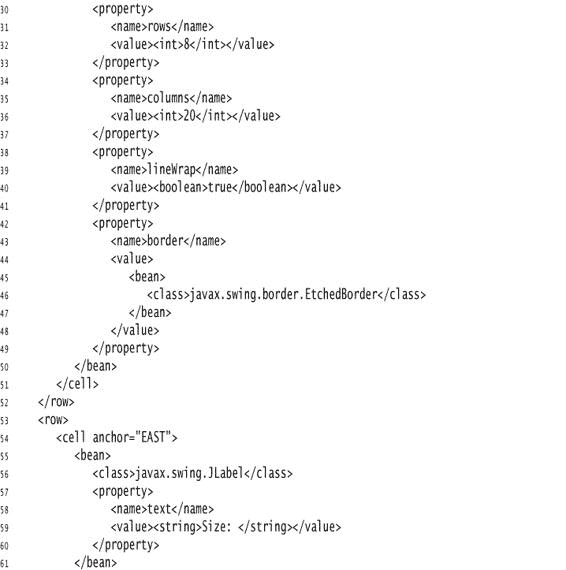 30 <property>
31 <name>rows</name>
32 <value><int>8</int></value>
33 </property>
34 <property>
35 <name>columns</name>
36 <value><int>20</int></value>
37 </property>
38 <property>
39 <name>lineWrap</name>
40 <value><boolean>true</boolean></value>
41 </property>
42 <property>
43 <name>border</name>
44 <value>
45 <bean>
46 <class>javax.swing.border.EtchedBorder</class>
47 </bean>
48 </value>
49 </property>
50 </bean>
51 </cell>
52 </row>
53 <row>
54 <cell anchor="EAST">
55 <bean>
56 <class>javax.swing.JLabel</class>
57 <property>
58 <name>text</name>
59 <value><string>Size: </string></value>
60 </property>
61 </bean>